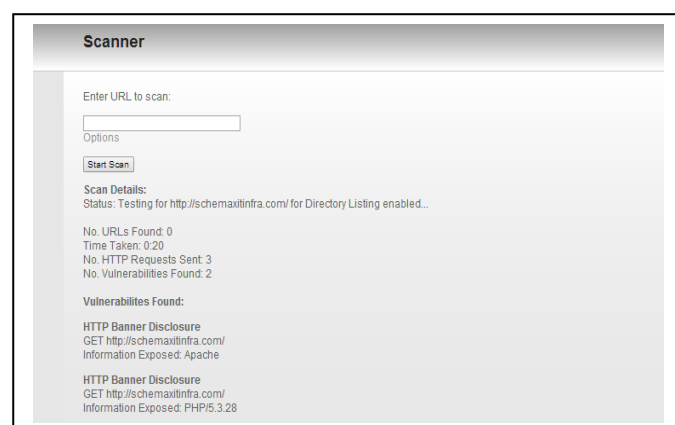 Scanner
Enter URL to scan:
Options
Start Scan
Scan Details:
Status: Testing for http://schemaxitinfra.com/ for Directory Listing enabled...
No. URLs Found: 0
Time Taken: 0:20
No. HTTP Requests Sent: 3
No. Vulnerabilities Found: 2
Vulnerabilites Found:
HTTP Banner Disclosure
GET http://schemaxitinfra.com/
Information Exposed: Apache
HTTP Banner Disclosure
GET http://schemaxitinfra.com/
Information Exposed: PHP/5.3.28